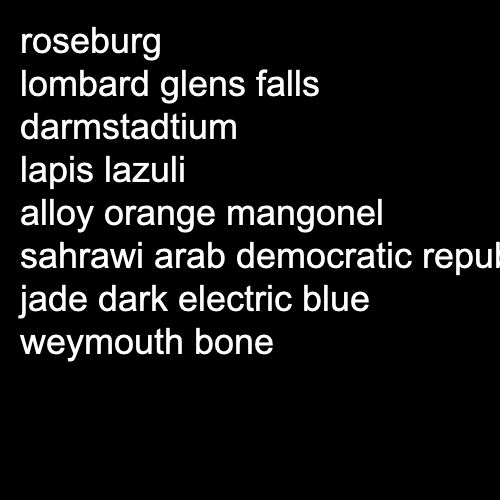 roseburg
lombard glens falls
darmstadtium
lapis lazuli
alloy orange mangonel
sahrawi arab democratic
jade dark electric blue
weymouth bone